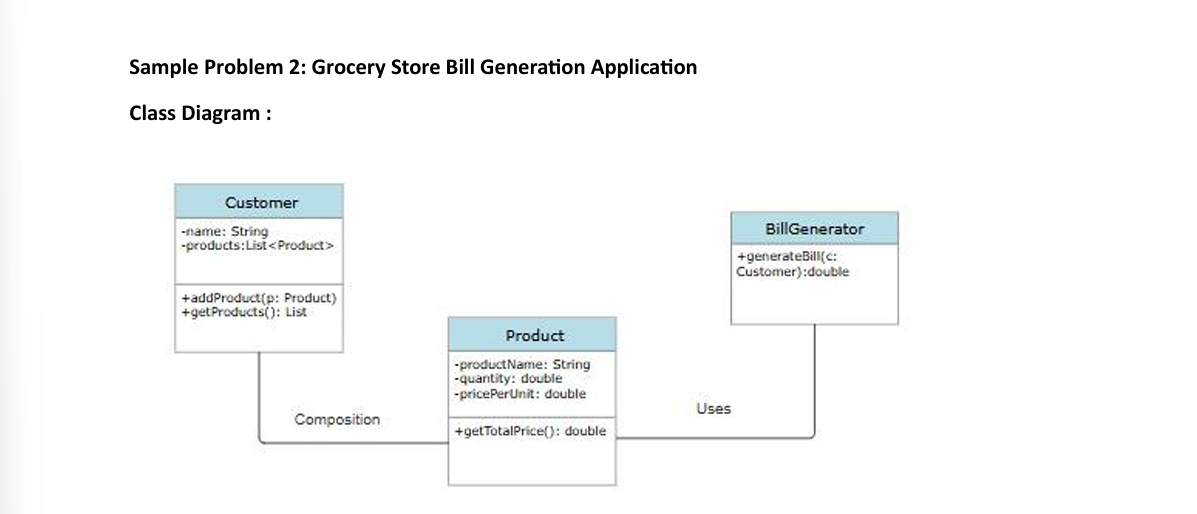 Sample Problem 2: Grocery Store Bill Generation Application
Class Diagram :
Customer
-name: String
-products:List<Product>
+addProduct(p: Product)
+getProducts(): List
BillGenerator
+generateBill(c:
Customer):double
Product
-productName: String
-quantity: double
-pricePerUnit: double
+getTotalPrice(): double
Composition
Uses